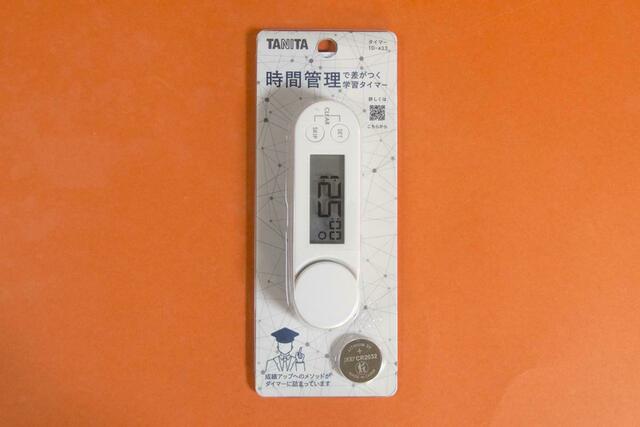 TANITA
タイマー
TD-433
時間管理で差がつく
学習タイマー
詳しくは
こちらから
CLEAR
SKIP
SET
25:00
LITHIUM
CR2032
成績アップへのメソッドが
タイマーに詰まっています